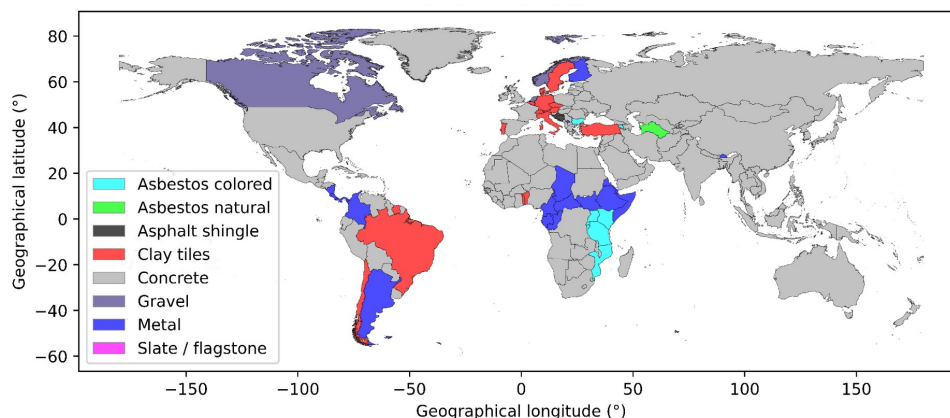 80
60
40
20
0
−20
−40
−60
Geographical latitude (°)
Asbestos colored
Asbestos natural
Asphalt shingle
Clay tiles
Concrete
Gravel
Metal
Slate / flagstone
−150 −100 −50 0 50 100 150
Geographical longitude (°)